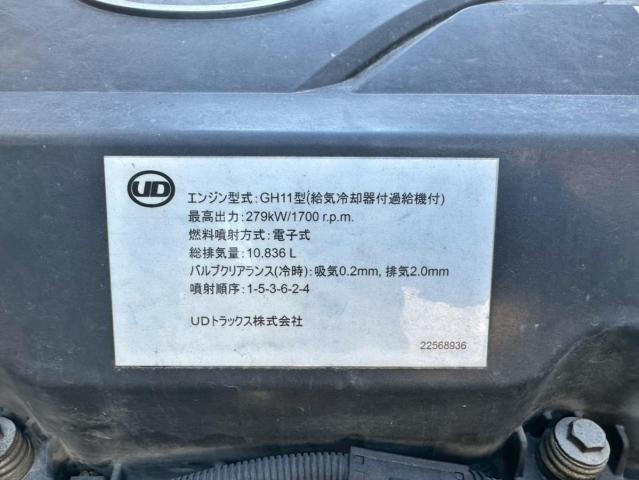 UD
エンジン型式:GH11型(給気冷却器付過給機付)
最高出力:279kW/1700 r.p.m.
燃料噴射方式:電子式
総排気量:10.836 L
バルブクリアランス(冷時):吸気0.2mm, 排気2.0mm
噴射順序:1-5-3-6-2-4
UDトラックス株式会社
22568936